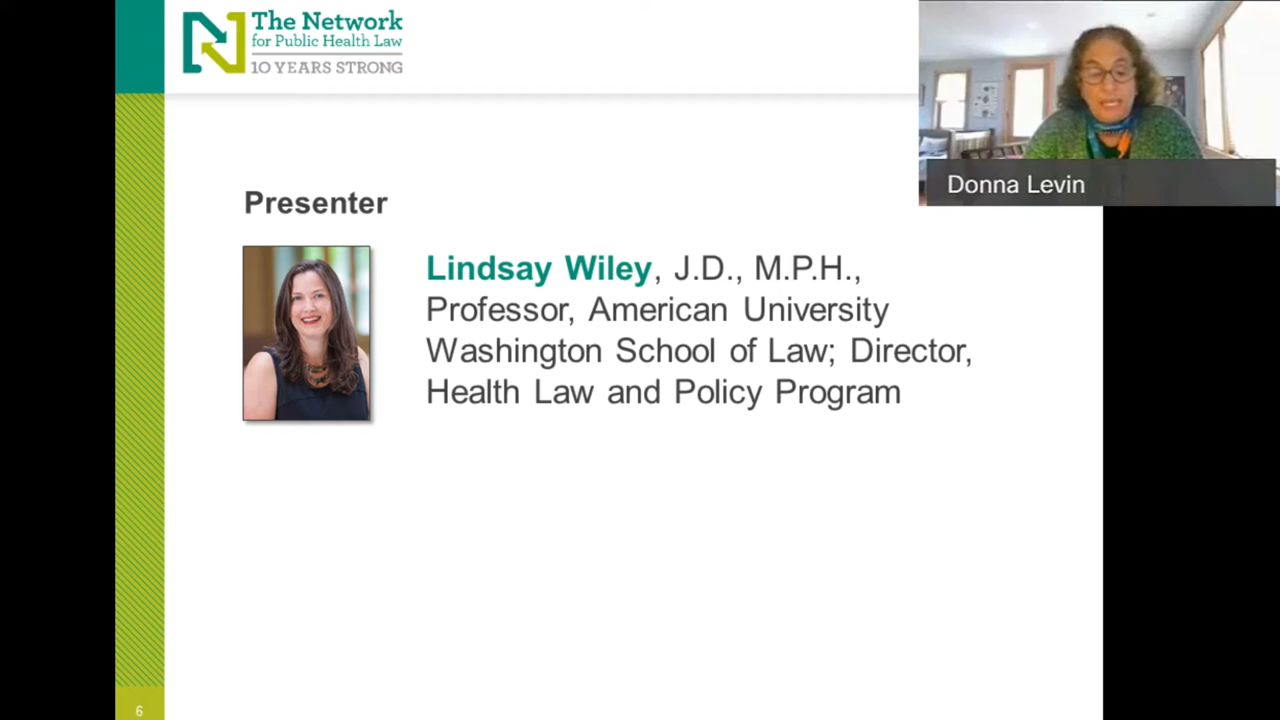 The Network
for Public Health Law
10 YEARS STRONG
Donna Levin
Presenter
Lindsay Wiley, J.D., M.P.H.,
Professor, American University
Washington School of Law; Director,
Health Law and Policy Program
6